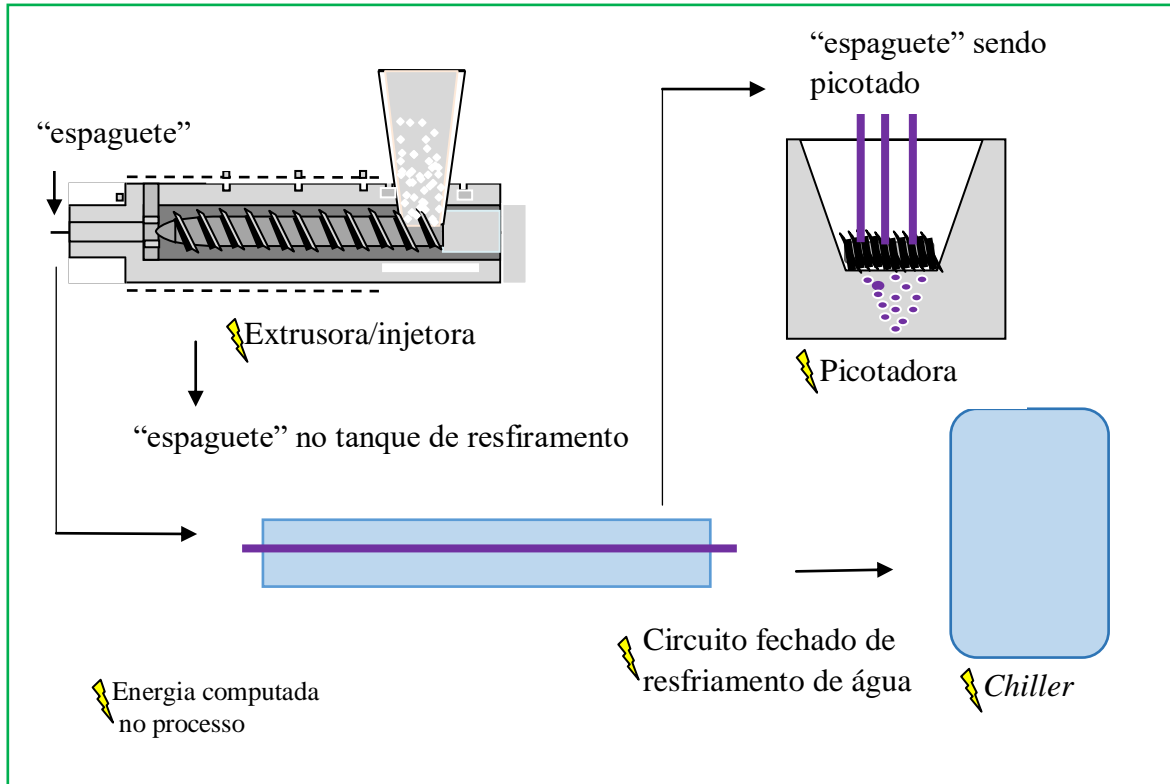 “espaguete”
Extrusora/injetora
“espaguete” no tanque de resfiramento
“espaguete” sendo
picotado
Picotadora
Circuito fechado de
resfriamento de água
Chiller
Energia computada
no processo